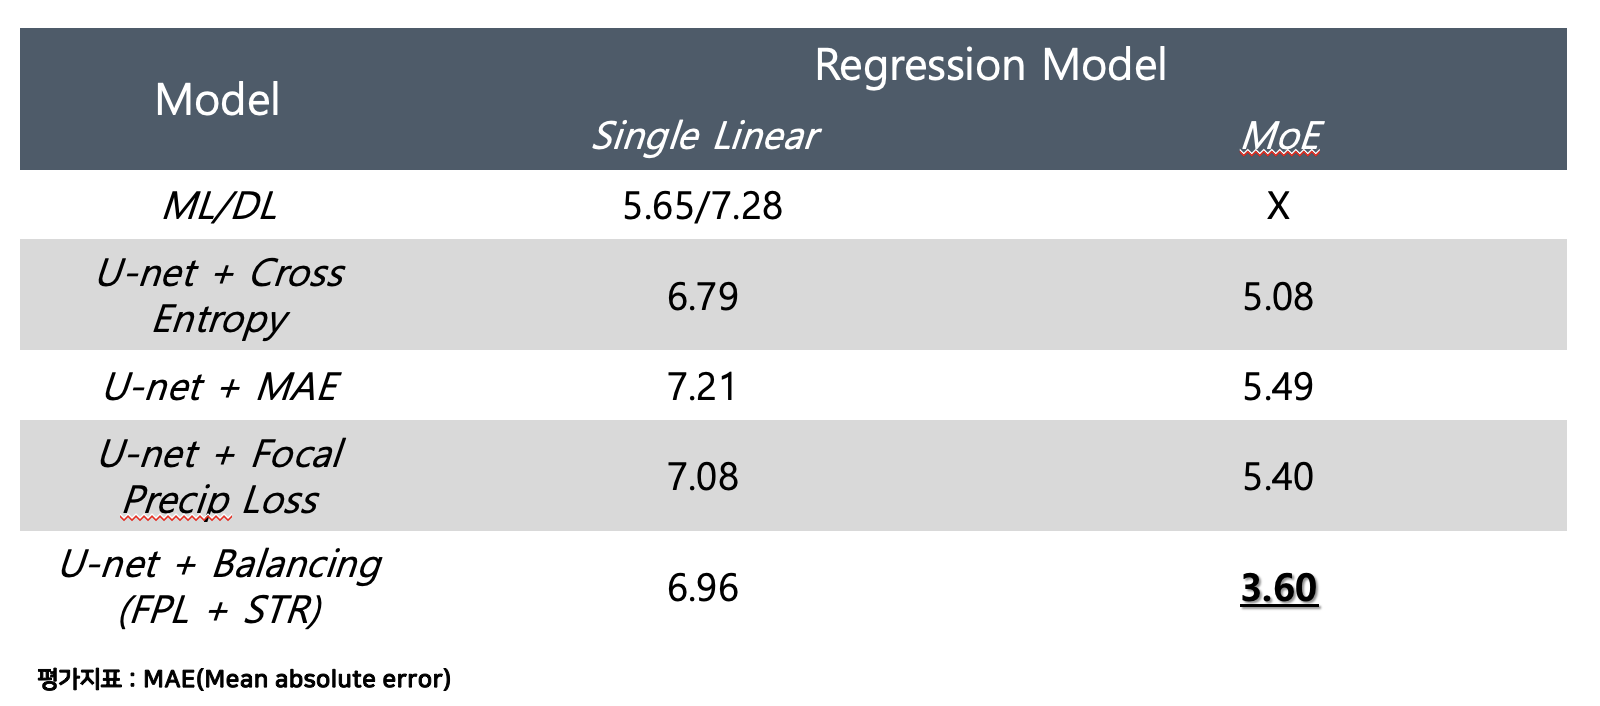 Model
Regression Model
Single Linear
MoE
ML/DL
5.65/7.28
X
U-net + Cross
Entropy
6.79
5.08
U-net + MAE
7.21
5.49
U-net + Focal
Precip Loss
7.08
5.40
U-net + Balancing
(FPL + STR)
6.96
3.60
평가지표 : MAE(Mean absolute error)